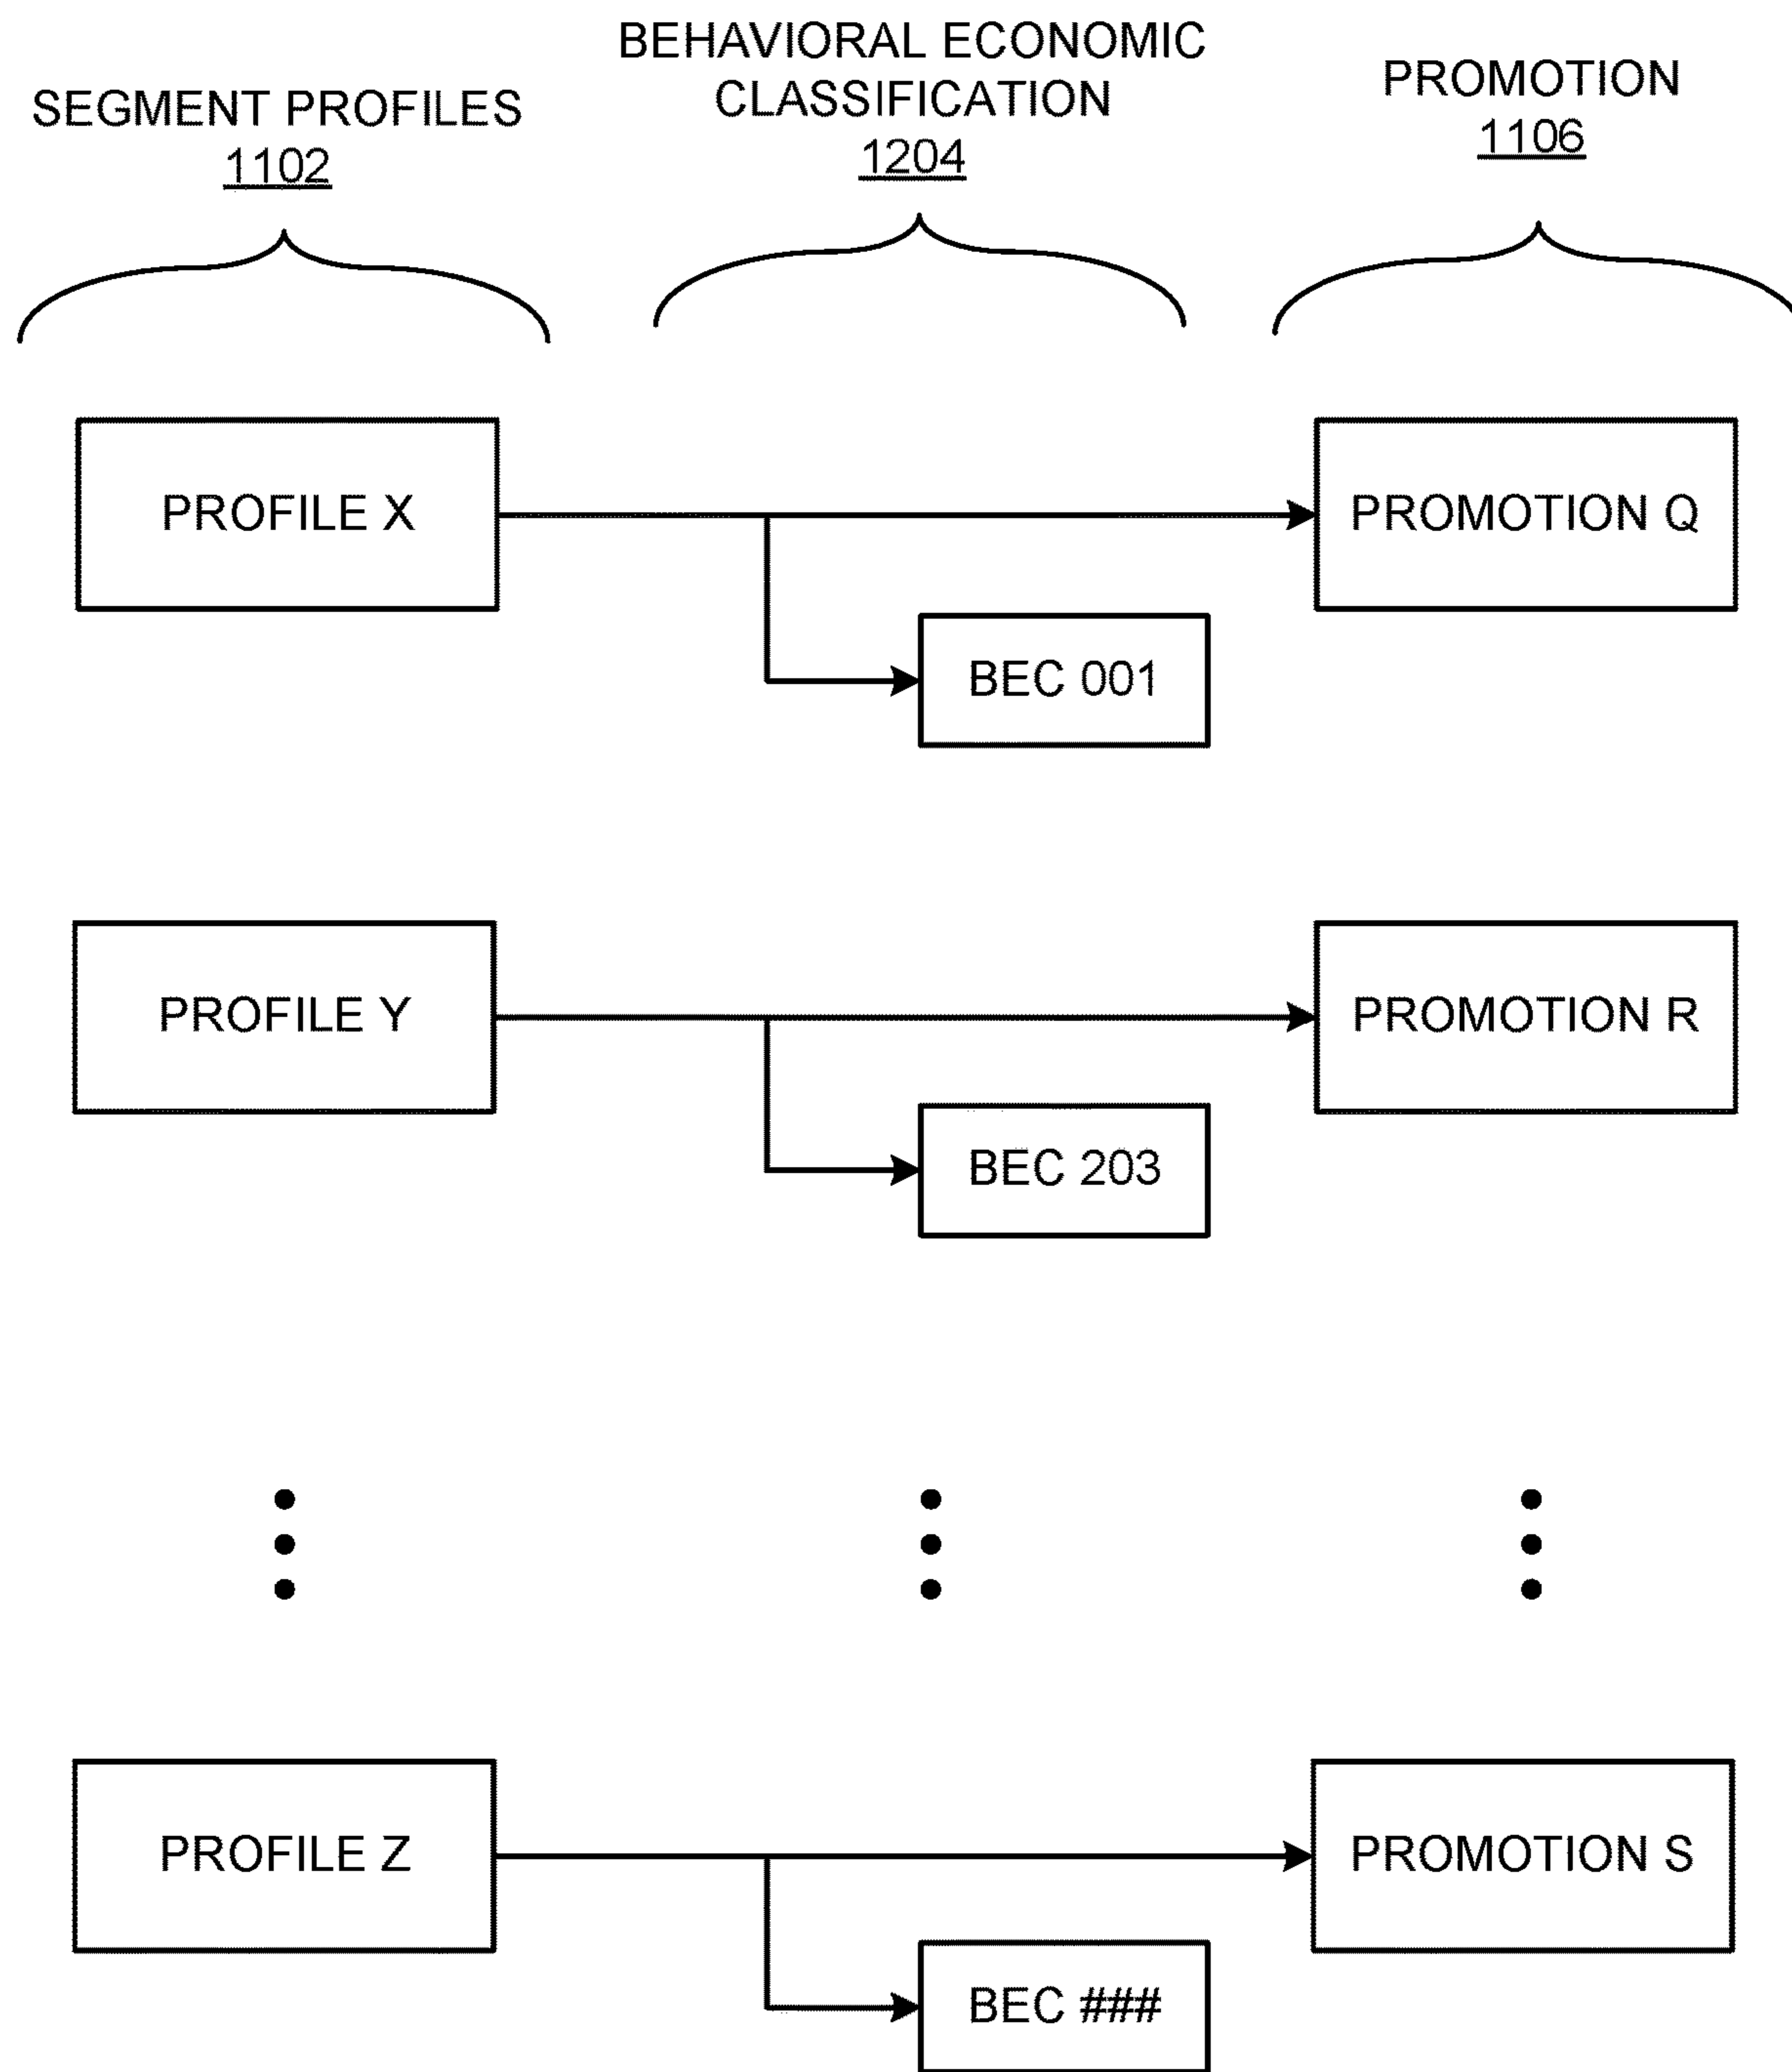 SEGMENT PROFILES
1102
BEHAVIORAL ECONOMIC
CLASSIFICATION
1204
PROMOTION
1106
PROFILE X
PROMOTION Q
BEC 001
PROFILE Y
PROMOTION R
BEC 203
PROFILE Z
PROMOTION S
BEC ###